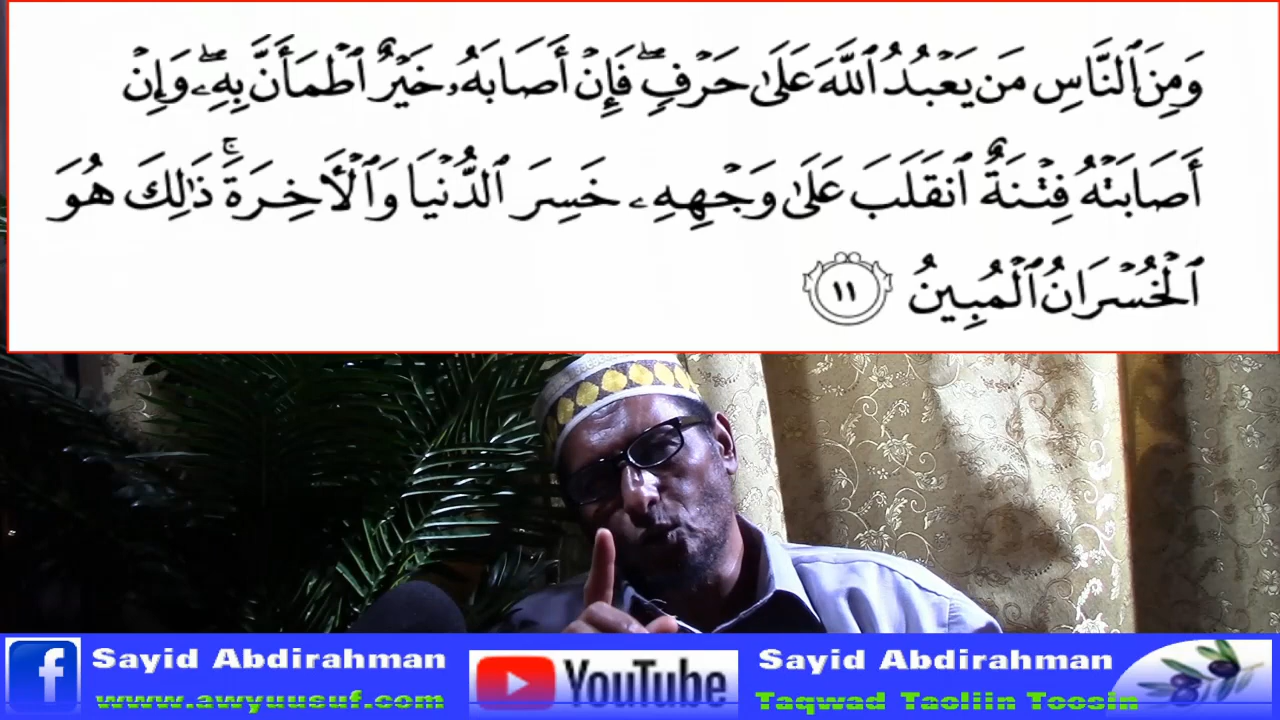 وَمِنَ ٱلنَّاسِ مَن يَعۡبُدُ ٱللَّهَ عَلَىٰ حَرۡفٖۖ فَإِنۡ أَصَابَهُۥ خَيۡرٌ ٱطۡمَأَنَّ بِهِۦۖ وَإِنۡ
أَصَابَتۡهُ فِتۡنَةٌ ٱنقَلَبَ عَلَىٰ وَجۡهِهِۦ خَسِرَ ٱلدُّنۡيَا وَٱلۡأٓخِرَةَۚ ذَٰلِكَ هُوَ
ٱلۡخُسۡرَانُ ٱلۡمُبِينُ ١١
Sayid Abdirahman
www.awyuusuf.com
YouTube
Sayid Abdirahman
Taqwad Taoliin Toosin